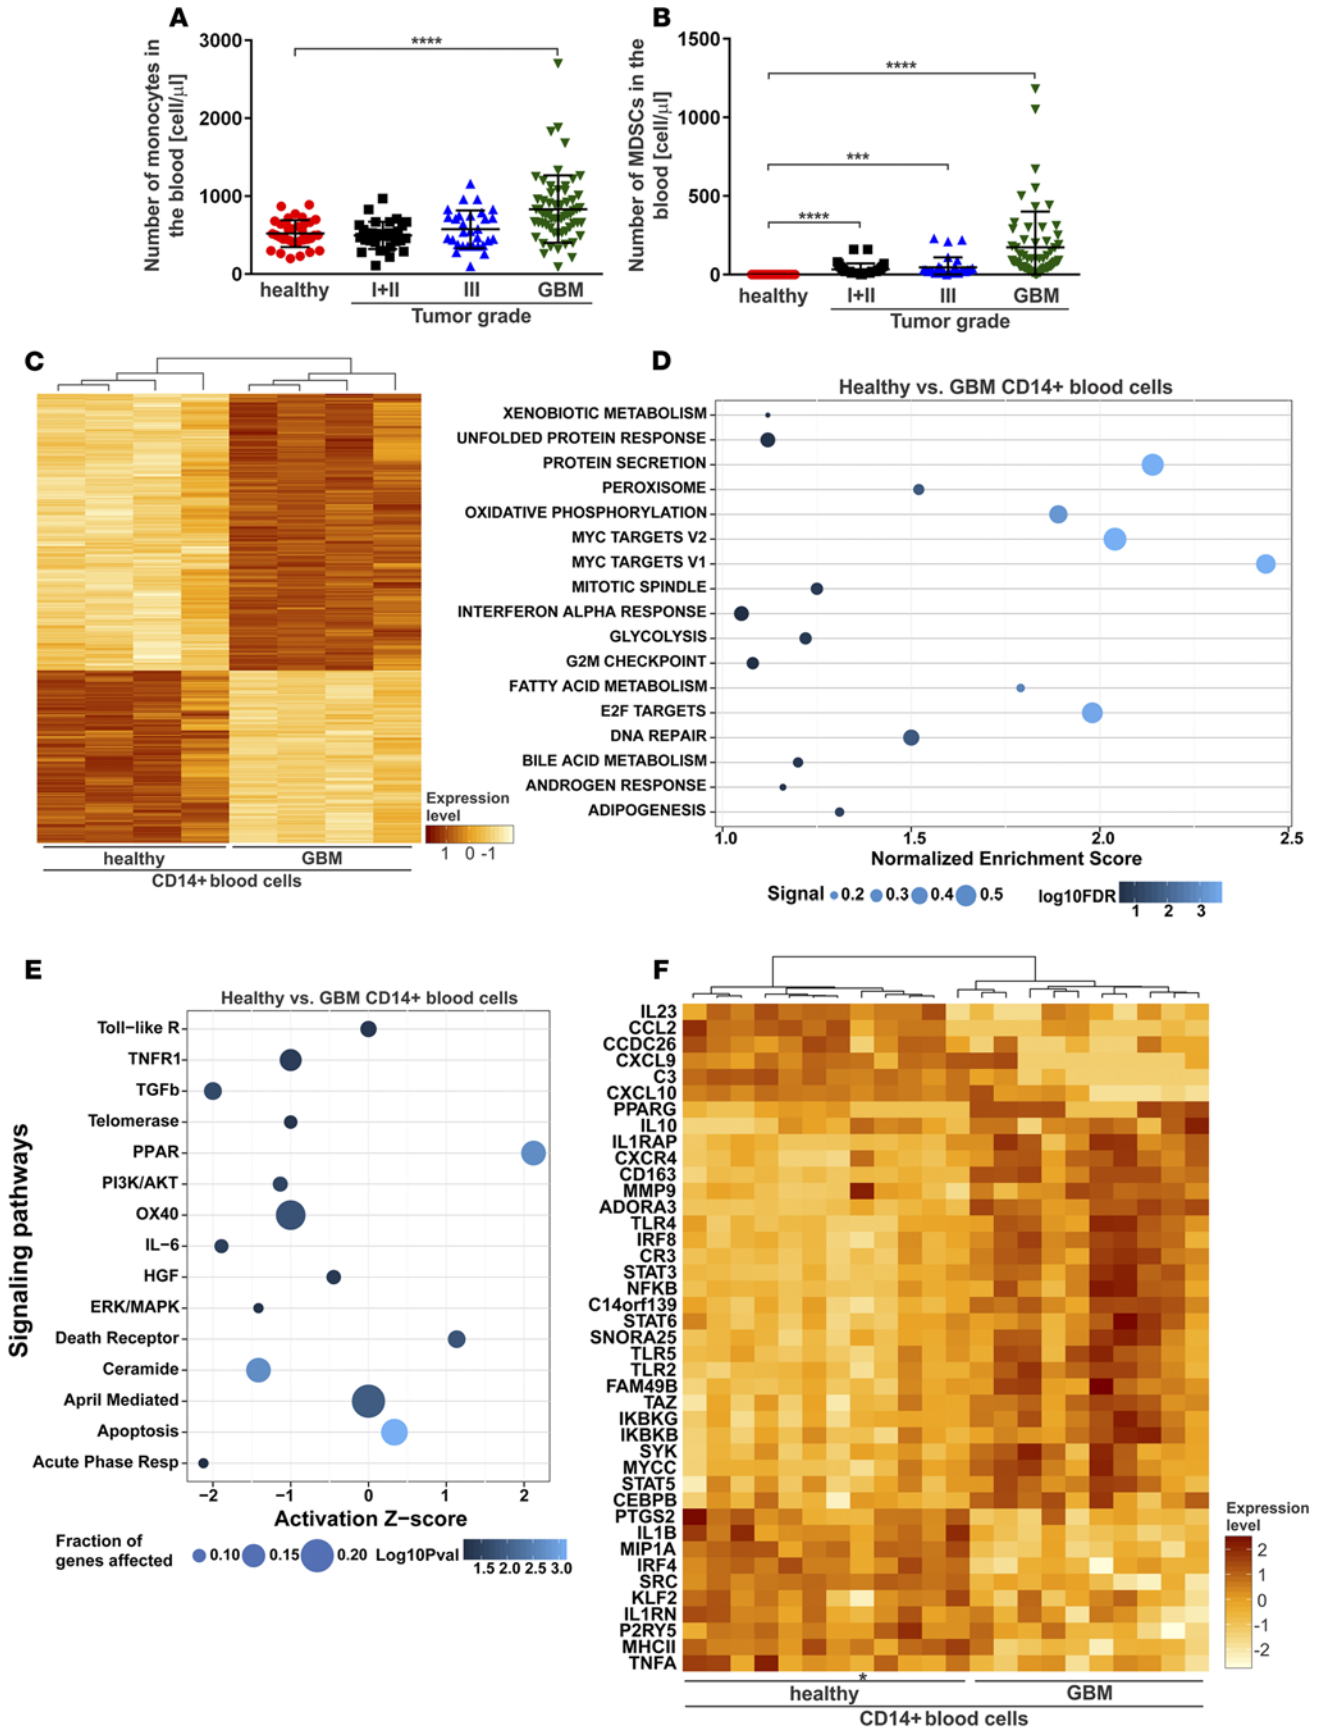 A
Number of monocytes in
the blood [cell/µl]
3000
2000
1000
0
****
healthy
I+II
III
GBM
Tumor grade
B
Number of MDSCs in the
blood [cell/µl]
1500
1000
500
0
****
***
****
healthy
I+II
III
GBM
Tumor grade
C
Expression
level
1 0 -1
healthy
GBM
CD14+ blood cells
D
Healthy vs. GBM CD14+ blood cells
XENOBIOTIC METABOLISM
UNFOLDED PROTEIN RESPONSE
PROTEIN SECRETION
PEROXISOME
OXIDATIVE PHOSPHORYLATION
MYC TARGETS V2
MYC TARGETS V1
MITOTIC SPINDLE
INTERFERON ALPHA RESPONSE
GLYCOLYSIS
G2M CHECKPOINT
FATTY ACID METABOLISM
E2F TARGETS
DNA REPAIR
BILE ACID METABOLISM
ANDROGEN RESPONSE
ADIPOGENESIS
1.0 1.5 2.0 2.5
Normalized Enrichment Score
Signal 0.2 0.3 0.4 0.5
log10FDR
1 2 3
E
Healthy vs. GBM CD14+ blood cells
Signaling pathways
Toll−like R
TNFR1
TGFb
Telomerase
PPAR
PI3K/AKT
OX40
IL−6
HGF
ERK/MAPK
Death Receptor
Ceramide
April Mediated
Apoptosis
Acute Phase Resp
−2 −1 0 1 2
Activation Z−score
Fraction of
genes affected
0.10 0.15 0.20
Log10Pval
1.5 2.0 2.5 3.0
F
IL23
CCL2
CCDC26
CXCL9
C3
CXCL10
PPARG
IL10
IL1RAP
CXCR4
CD163
MMP9
ADORA3
TLR4
IRF8
CR3
STAT3
NFKB
C14orf139
STAT6
SNORA25
TLR5
TLR2
FAM49B
TAZ
IKBKG
IKBKB
SYK
MYCC
STAT5
CEBPB
PTGS2
IL1B
MIP1A
IRF4
SRC
KLF2
IL1RN
P2RY5
MHCII
TNFA
Expression
level
2
1
0
-1
-2
*
healthy
GBM
CD14+ blood cells